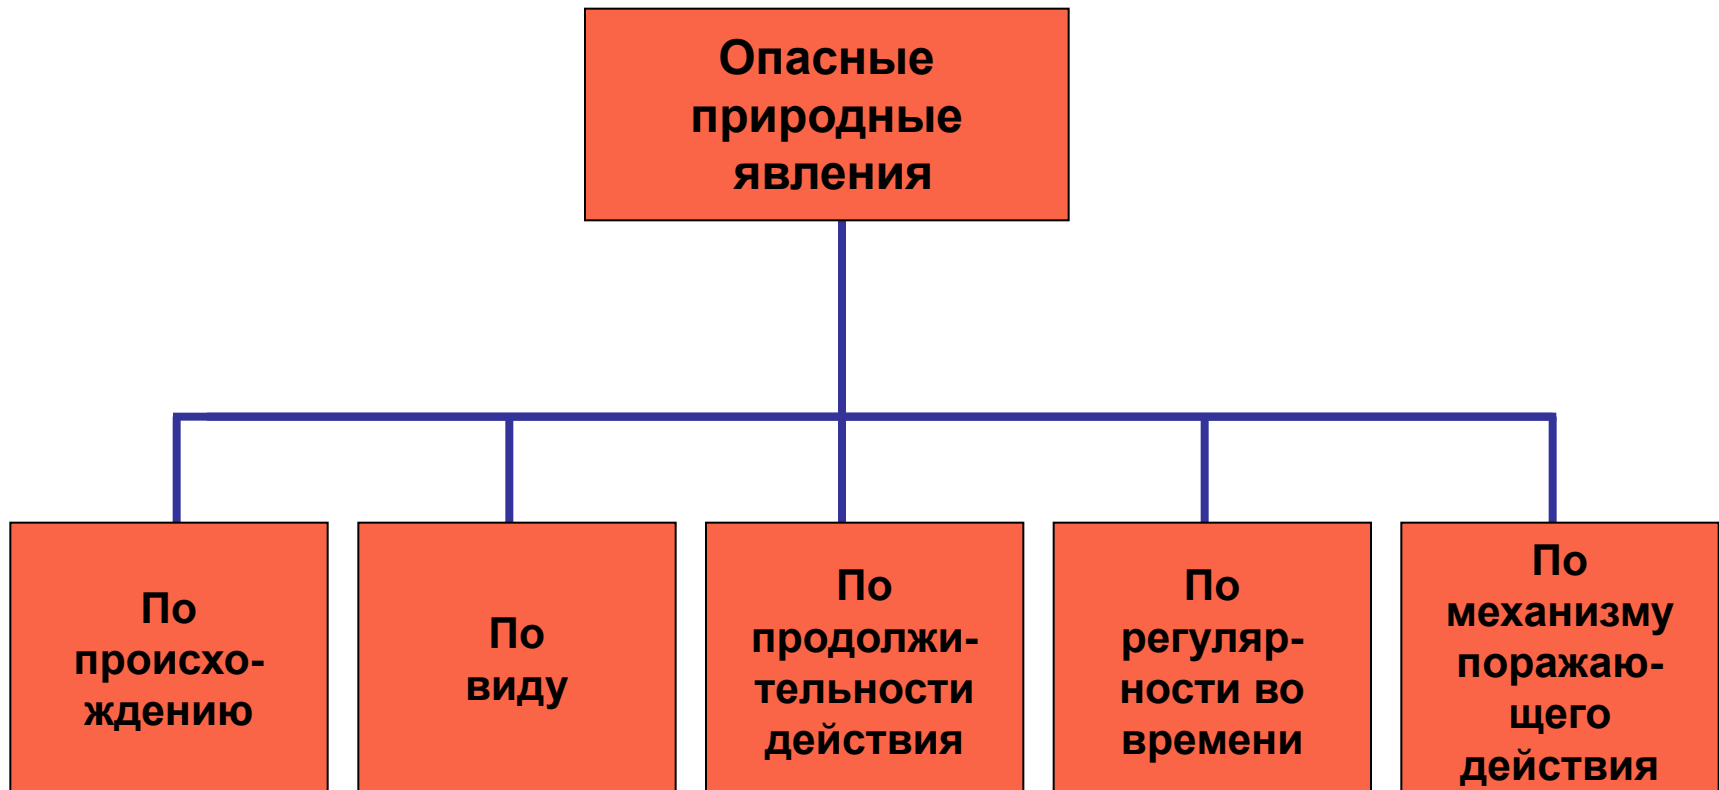 Опасные
природные
явления
По
происхо-
ждению
По
виду
По
продолжи-
тельности
действия
По
регуляр-
ности во
времени
По
механизму
поражаю-
щего
действия